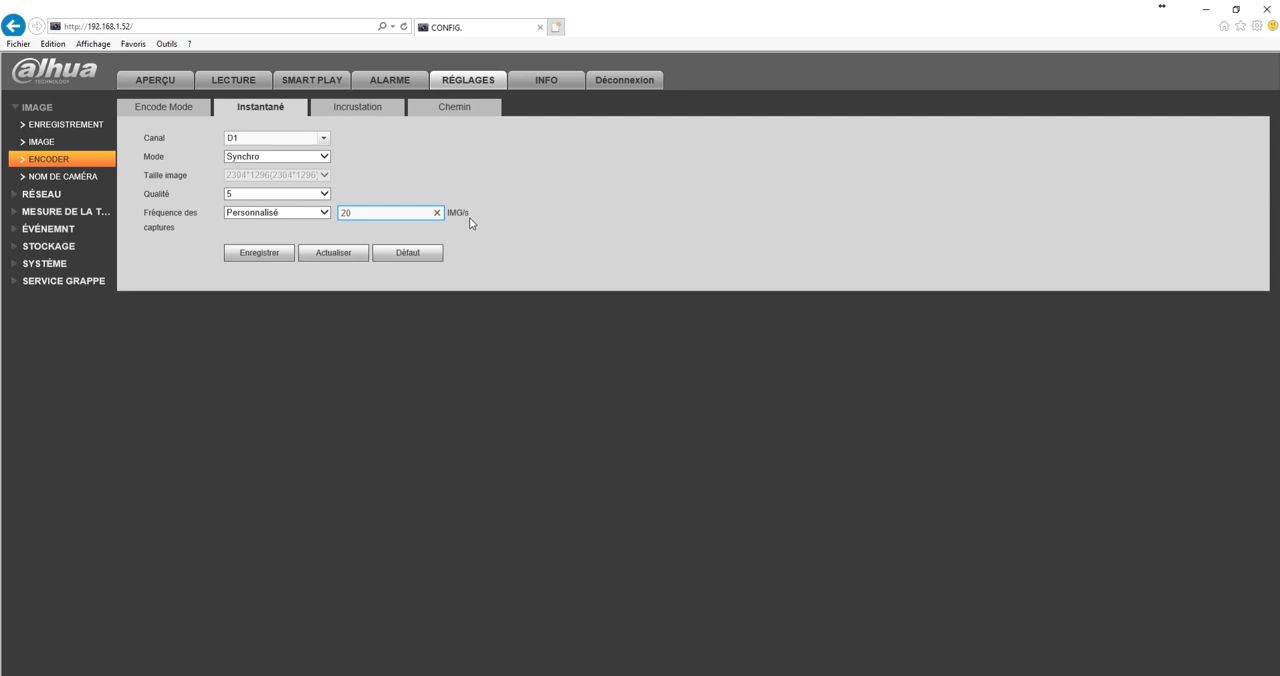 http://192.168.1.52/
CONFIG.
Fichier Edition Affichage Favoris Outils ?
alhua
TECHNOLOGY
APERÇU LECTURE SMART PLAY ALARME RÉGLAGES INFO Déconnexion
IMAGE
> ENREGISTREMENT
> IMAGE
> ENCODER
> NOM DE CAMÉRA
RÉSEAU
MESURE DE LA T...
ÉVÉNEMNT
STOCKAGE
SYSTÈME
SERVICE GRAPPE
Encode Mode Instantané Incrustation Chemin
Canal D1
Mode Synchro
Taille image 2304*1296(2304*1296)
Qualité 5
Fréquence des captures Personnalisé 20 IMG/s
Enregistrer Actualiser Défaut